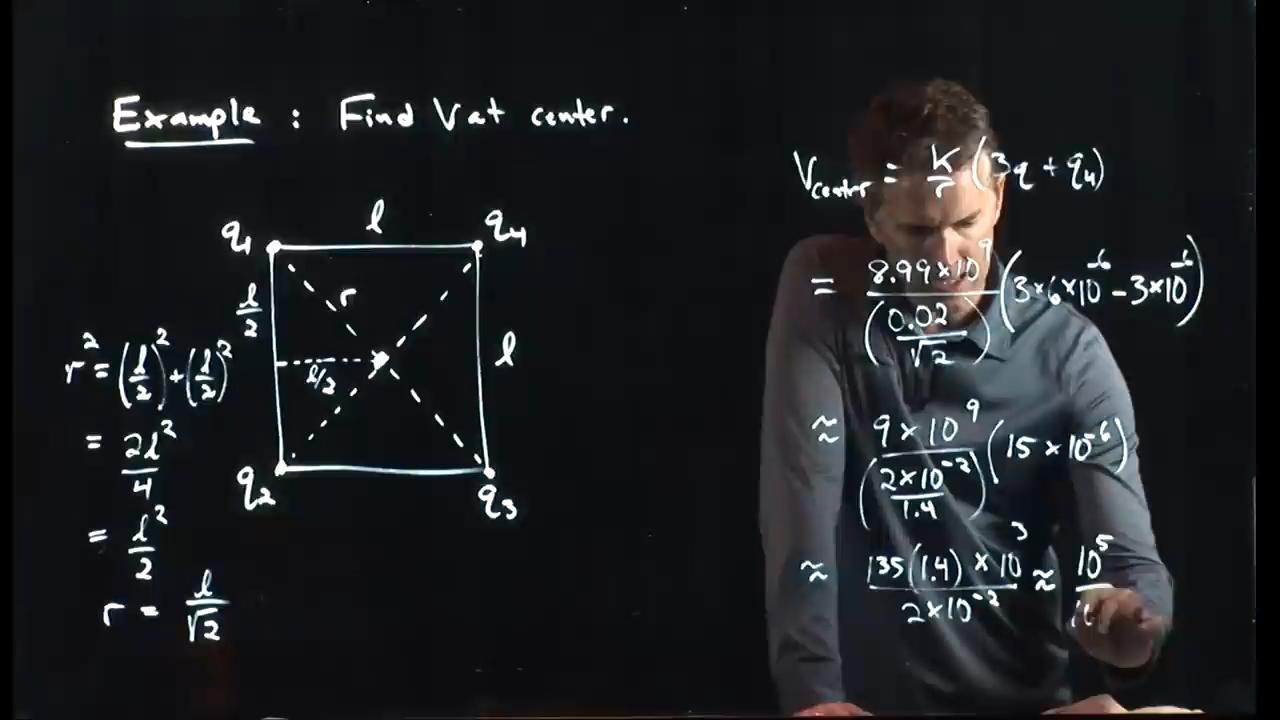 Example : Find V at center.
q₁ l q₄
l/2 r
l/2 l
q₂ q₃
r² = (l/2)² + (l/2)²
= 2l²/4
= l²/2
r = l/√2
V_center = K/r (3q + q₄)
= 8.99×10⁹/(0.02/√2) (3×6×10⁻⁶ - 3×10⁻⁶)
≈ 9×10⁹/(2×10⁻²/1.4) (15×10⁻⁶)
≈ 135(1.4)×10³/2×10⁻² ≈ 10⁵/